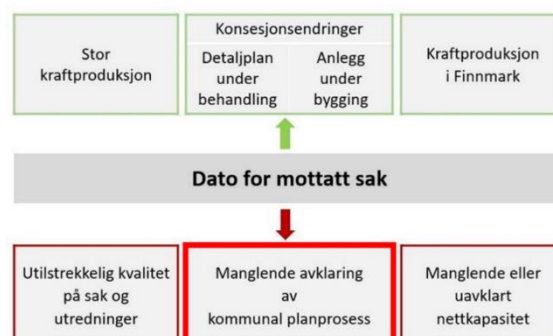 Stor
kraftproduksjon
Konsesjonsendringer
Detaljplan
under
behandling
Anlegg
under
bygging
Kraftproduksjon
i Finnmark
Dato for mottatt sak
Utilstrekkelig kvalitet
på sak og
utredninger
Manglende avklaring
av
kommunal planprosess
Manglende eller
uavklart
nettkapasitet